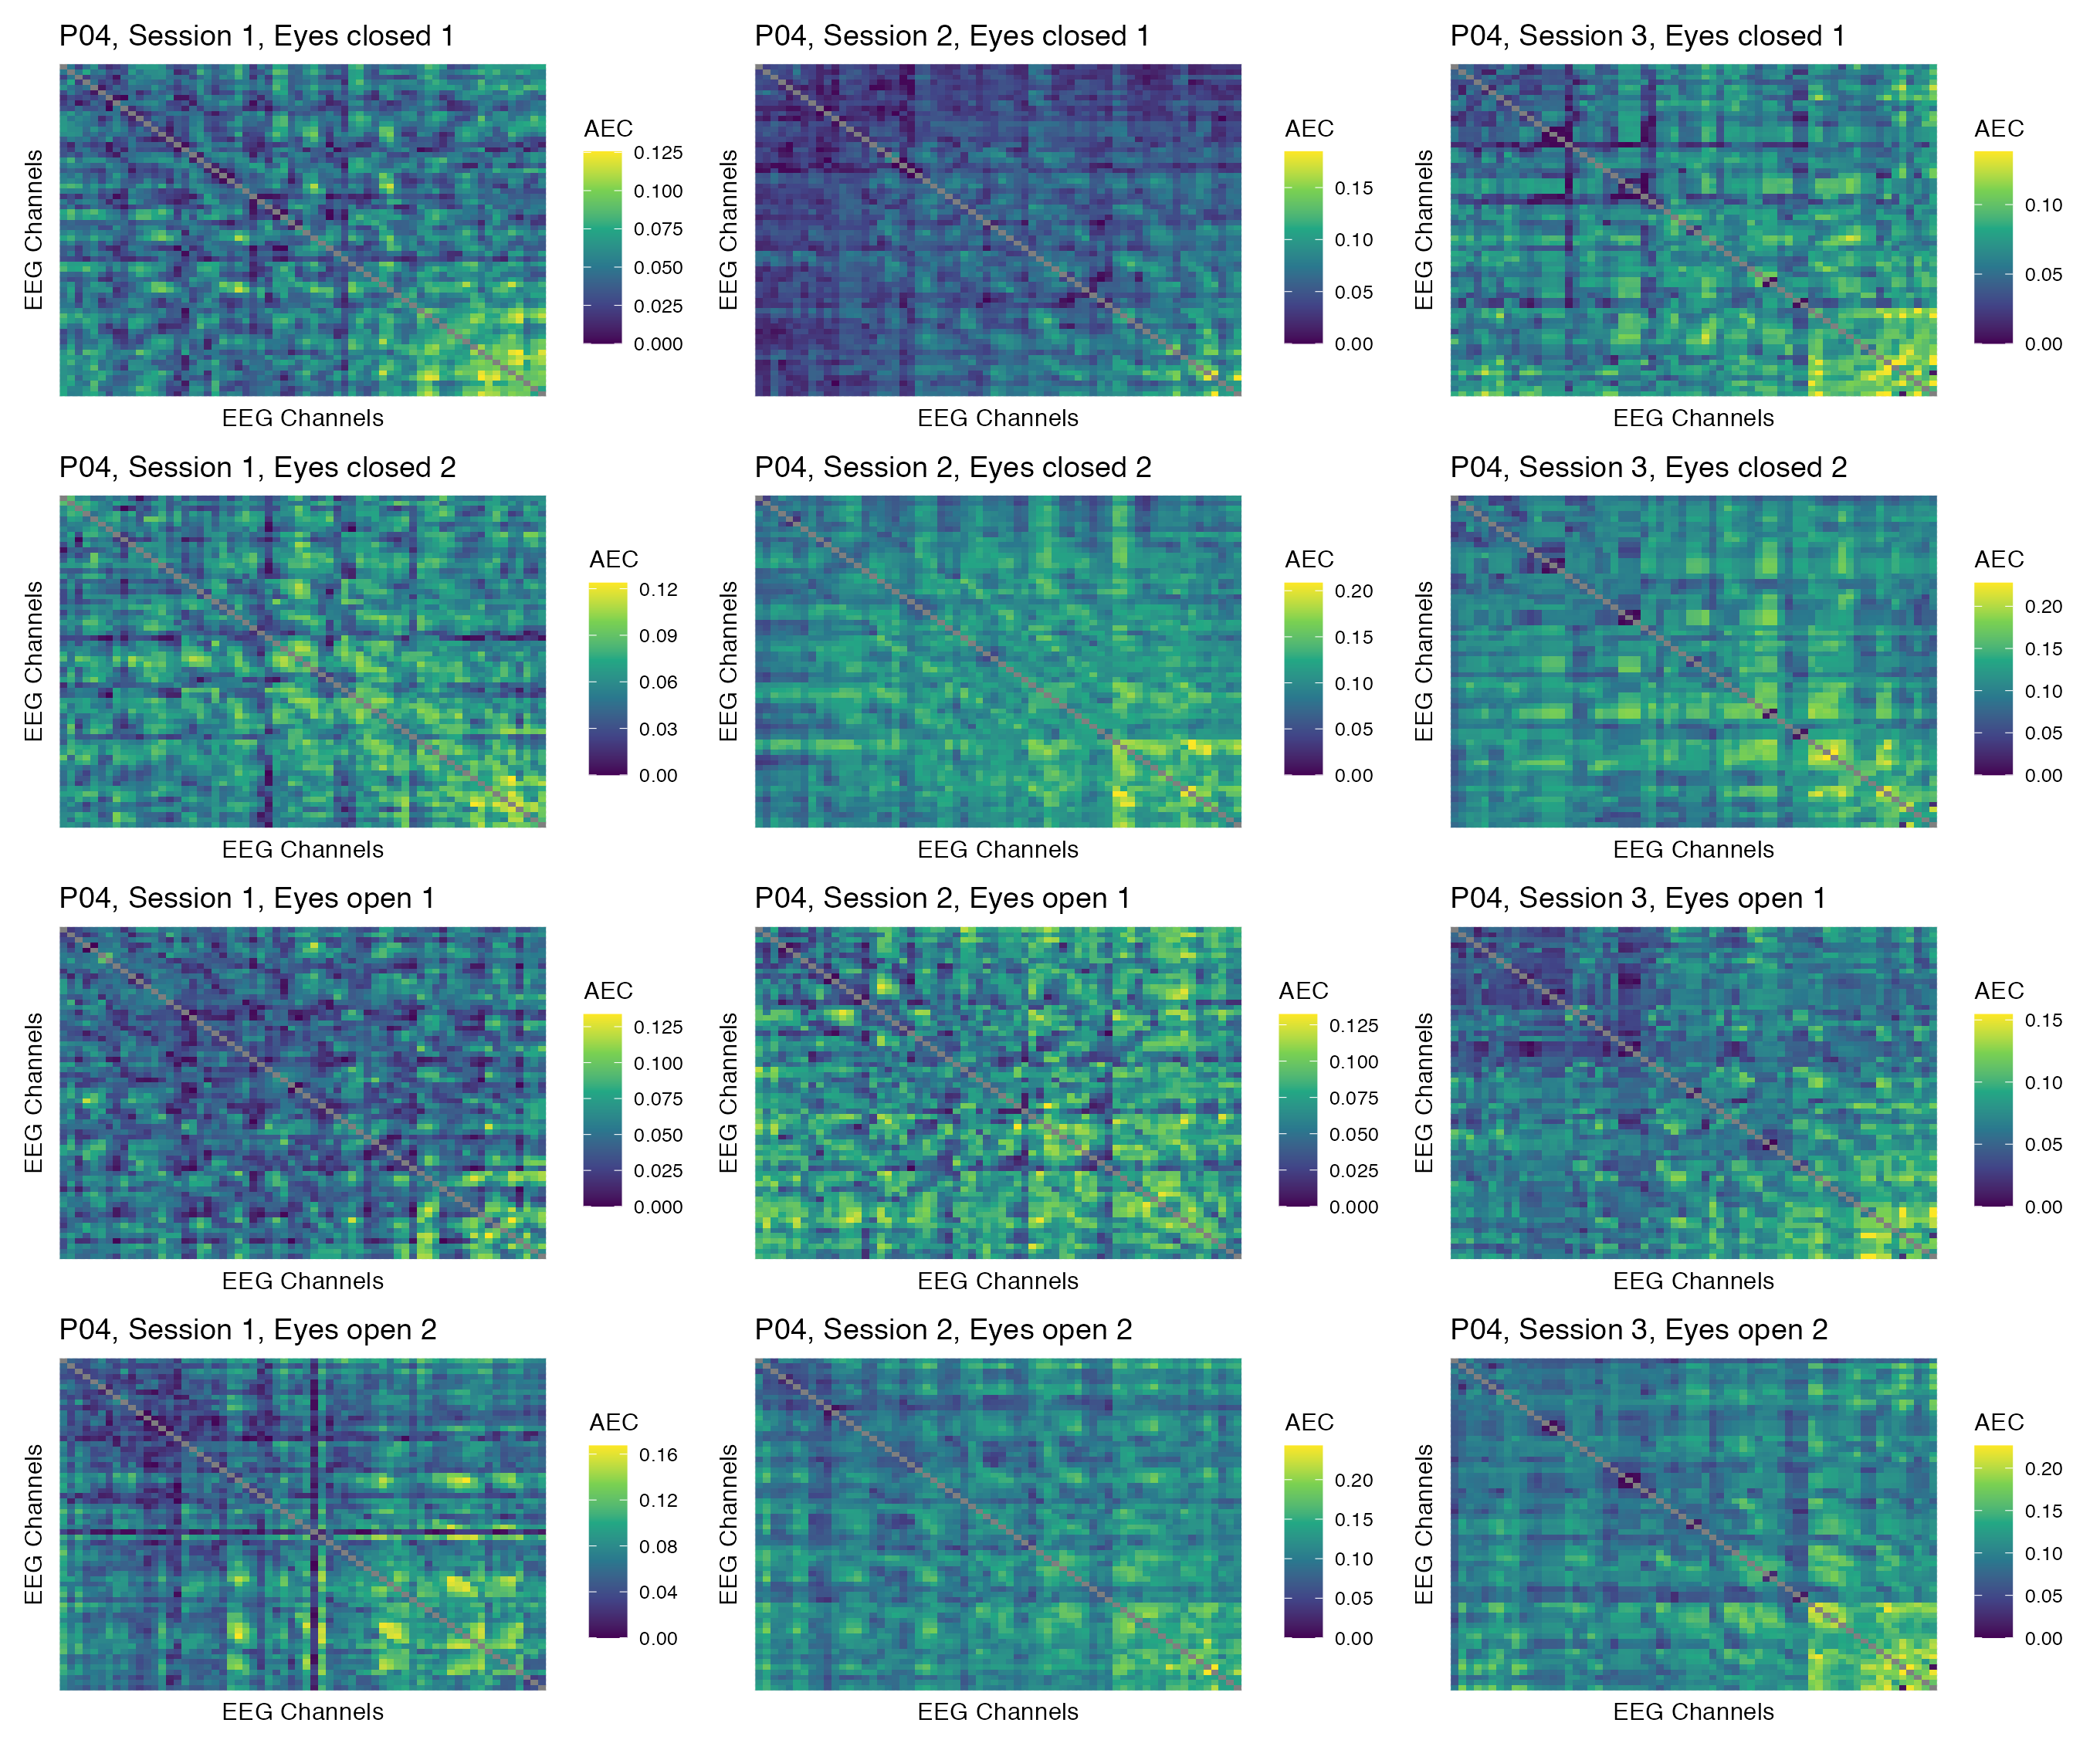 P04, Session 1, Eyes closed 1
EEG Channels
EEG Channels
AEC
0.125
0.100
0.075
0.050
0.025
0.000
P04, Session 2, Eyes closed 1
EEG Channels
EEG Channels
AEC
0.15
0.10
0.05
0.00
P04, Session 3, Eyes closed 1
EEG Channels
EEG Channels
AEC
0.10
0.05
0.00
P04, Session 1, Eyes closed 2
EEG Channels
EEG Channels
AEC
0.12
0.09
0.06
0.03
0.00
P04, Session 2, Eyes closed 2
EEG Channels
EEG Channels
AEC
0.20
0.15
0.10
0.05
0.00
P04, Session 3, Eyes closed 2
EEG Channels
EEG Channels
AEC
0.20
0.15
0.10
0.05
0.00
P04, Session 1, Eyes open 1
EEG Channels
EEG Channels
AEC
0.125
0.100
0.075
0.050
0.025
0.000
P04, Session 2, Eyes open 1
EEG Channels
EEG Channels
AEC
0.125
0.100
0.075
0.050
0.025
0.000
P04, Session 3, Eyes open 1
EEG Channels
EEG Channels
AEC
0.15
0.10
0.05
0.00
P04, Session 1, Eyes open 2
EEG Channels
EEG Channels
AEC
0.16
0.12
0.08
0.04
0.00
P04, Session 2, Eyes open 2
EEG Channels
EEG Channels
AEC
0.20
0.15
0.10
0.05
0.00
P04, Session 3, Eyes open 2
EEG Channels
EEG Channels
AEC
0.20
0.15
0.10
0.05
0.00